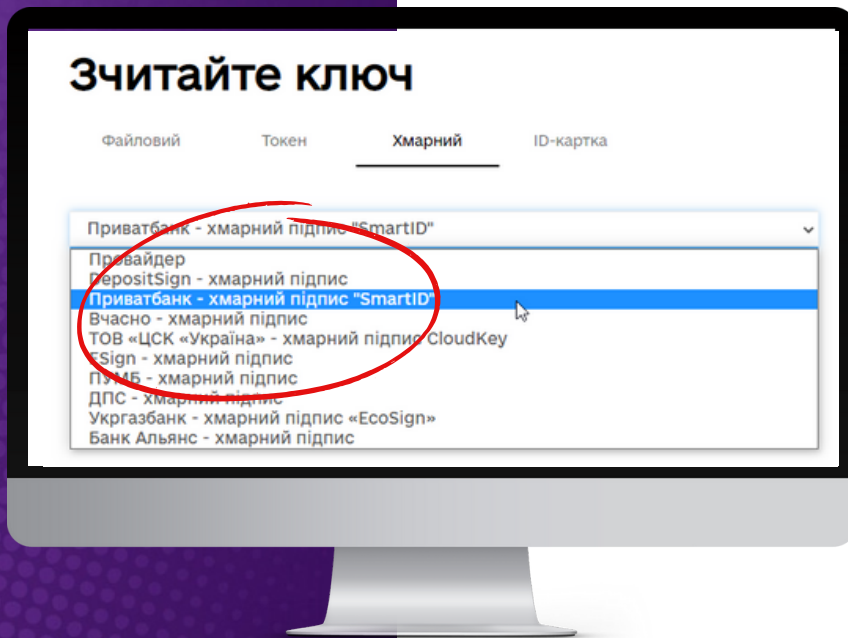 Зчитайте ключ
Файловий Токен Хмарний ID-картка
Приватбанк - хмарний підпис "SmartID"
Провайдер
DepositSign - хмарний підпис
Приватбанк - хмарний підпис "SmartID"
Вчасно - хмарний підпис
ТОВ «ЦСК «Україна» - хмарний підпис CloudKey
ESign - хмарний підпис
ПУМБ - хмарний підпис
ДПС - хмарний підпис
Укргазбанк - хмарний підпис «EcoSign»
Банк Альянс - хмарний підпис